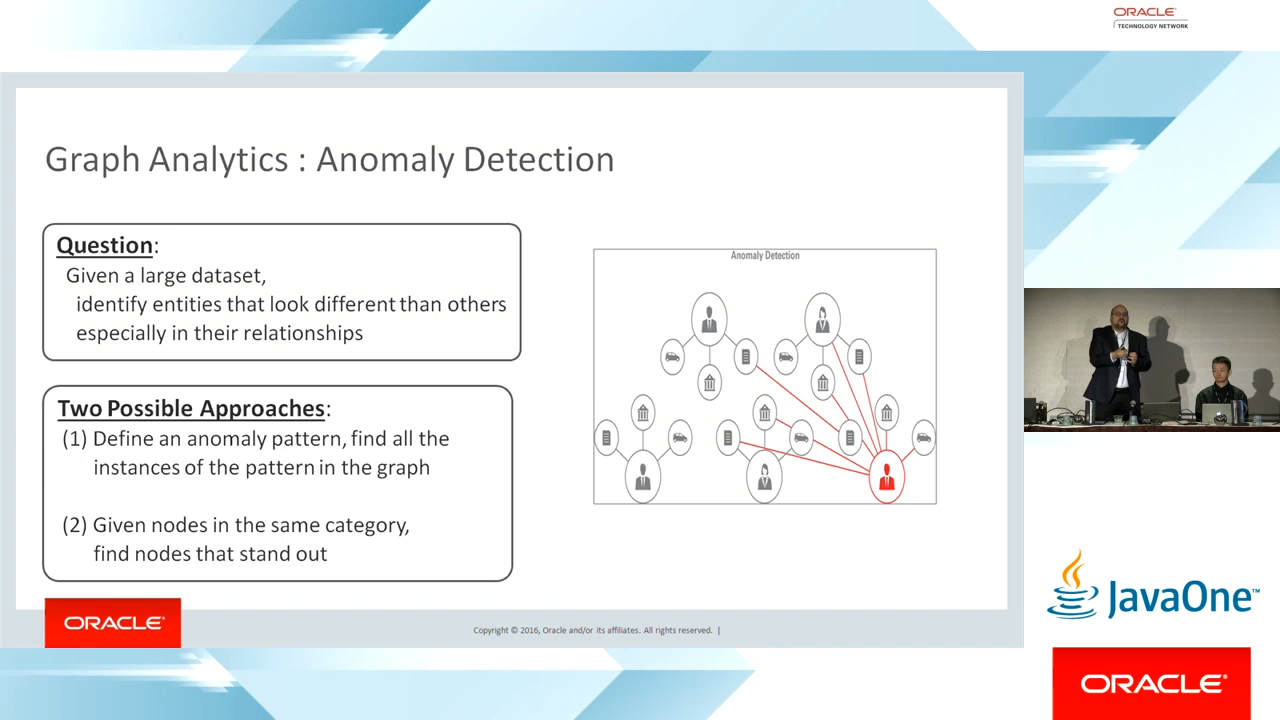 ORACLE
TECHNOLOGY NETWORK
Graph Analytics : Anomaly Detection
Question:
Given a large dataset,
identify entities that look different than others
especially in their relationships
Two Possible Approaches:
(1) Define an anomaly pattern, find all the
instances of the pattern in the graph
(2) Given nodes in the same category,
find nodes that stand out
Anomaly Detection
ORACLE
Copyright © 2016, Oracle and/or its affiliates. All rights reserved. |
JavaOne™
ORACLE